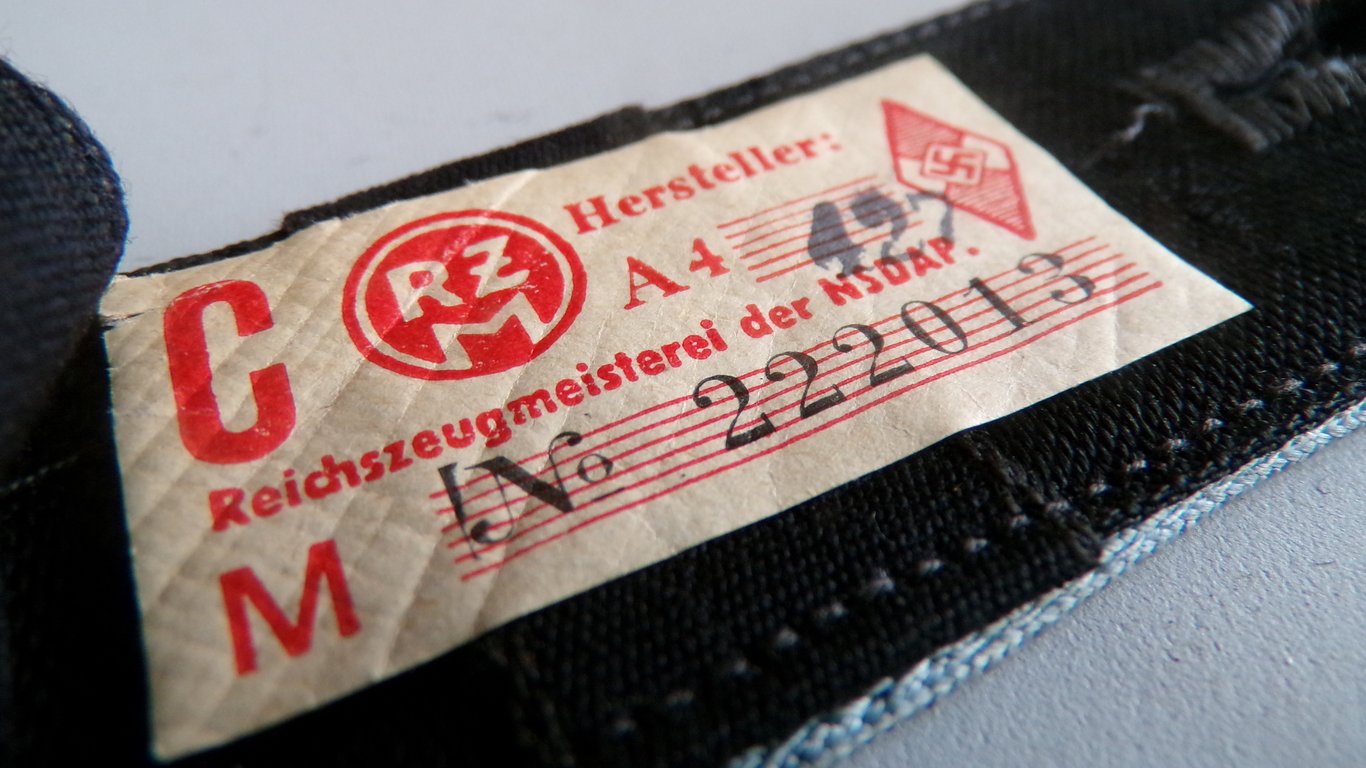 C
RZM
Hersteller:
A4 427
Reichszeugmeisterei der NSDAP.
M
№ 222013